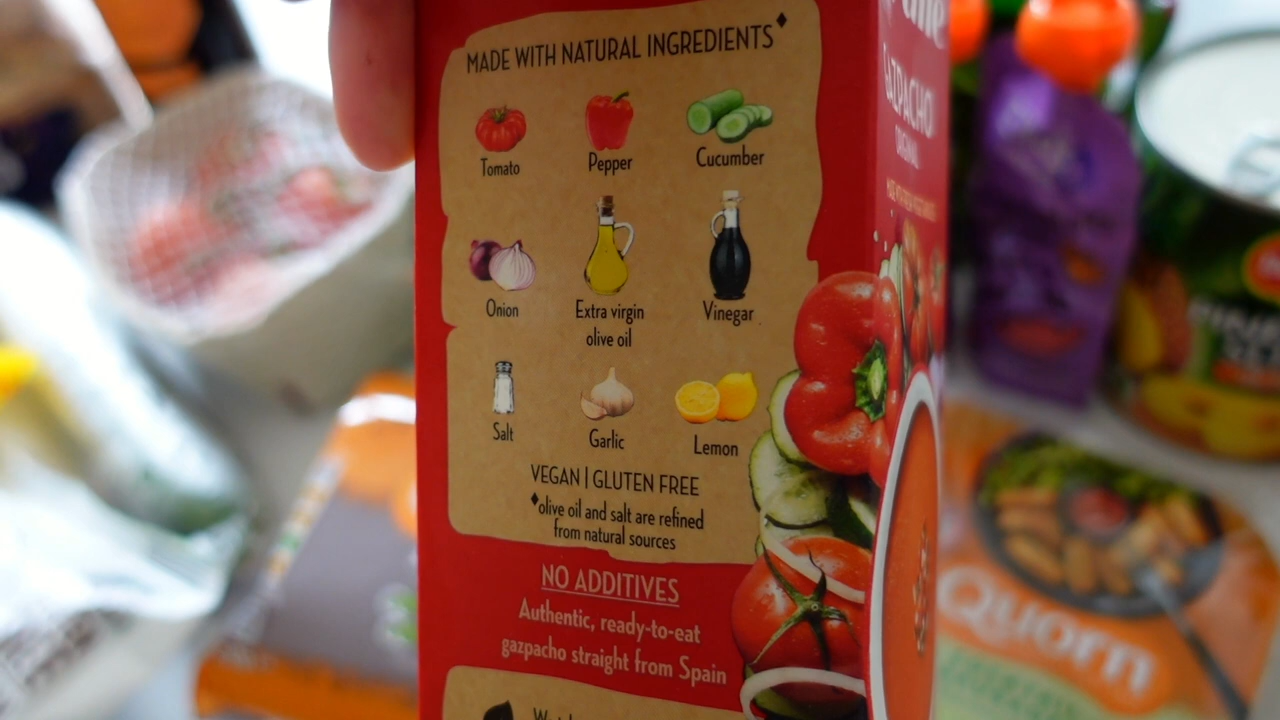 MADE WITH NATURAL INGREDIENTS♦
Tomato
Pepper
Cucumber
Onion
Extra virgin
olive oil
Vinegar
Salt
Garlic
Lemon
VEGAN | GLUTEN FREE
♦olive oil and salt are refined
from natural sources
NO ADDITIVES
Authentic, ready-to-eat
gazpacho straight from Spain
GAZPACHO
ORIGINAL
Quorn